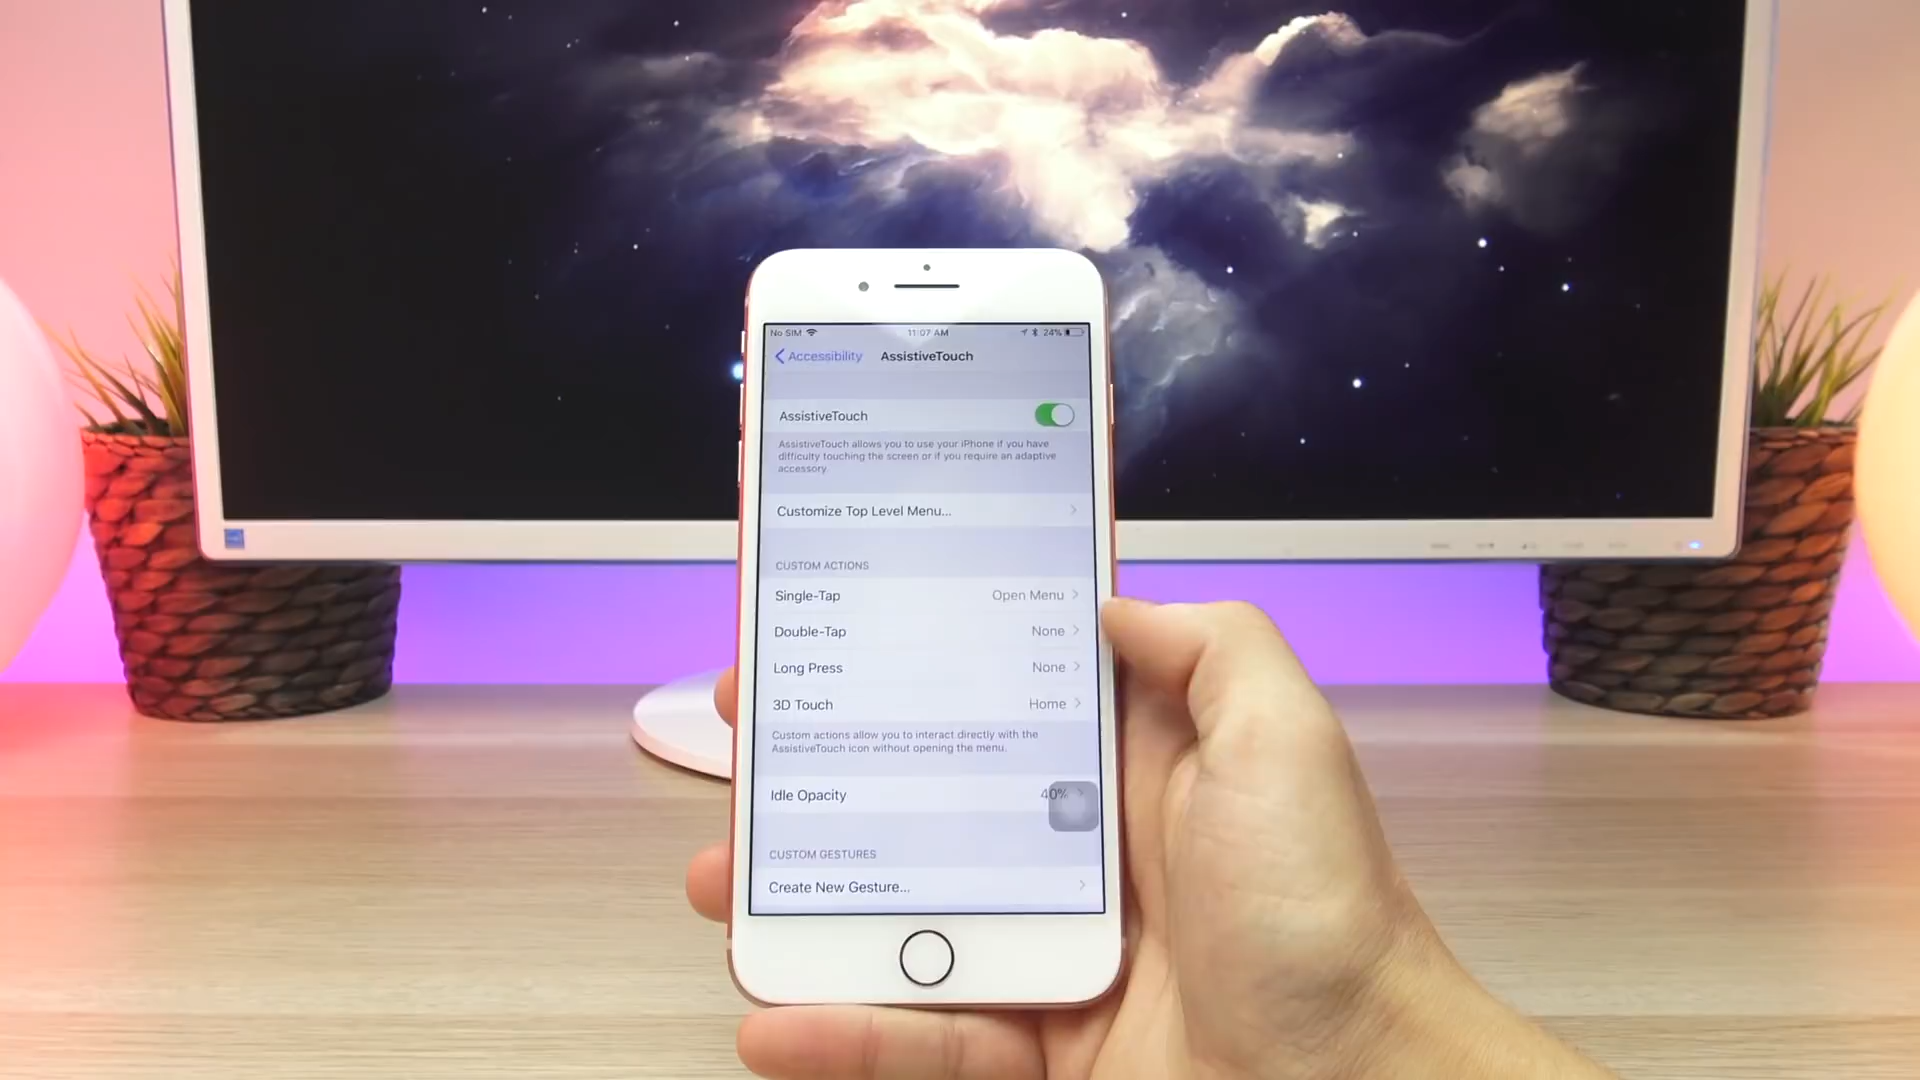 No SIM 11:07 AM 24%
Accessibility AssistiveTouch
AssistiveTouch
AssistiveTouch allows you to use your iPhone if you have
difficulty touching the screen or if you require an adaptive
accessory.
Customize Top Level Menu...
CUSTOM ACTIONS
Single-Tap Open Menu
Double-Tap None
Long Press None
3D Touch Home
Custom actions allow you to interact directly with the
AssistiveTouch icon without opening the menu.
Idle Opacity 40%
CUSTOM GESTURES
Create New Gesture...